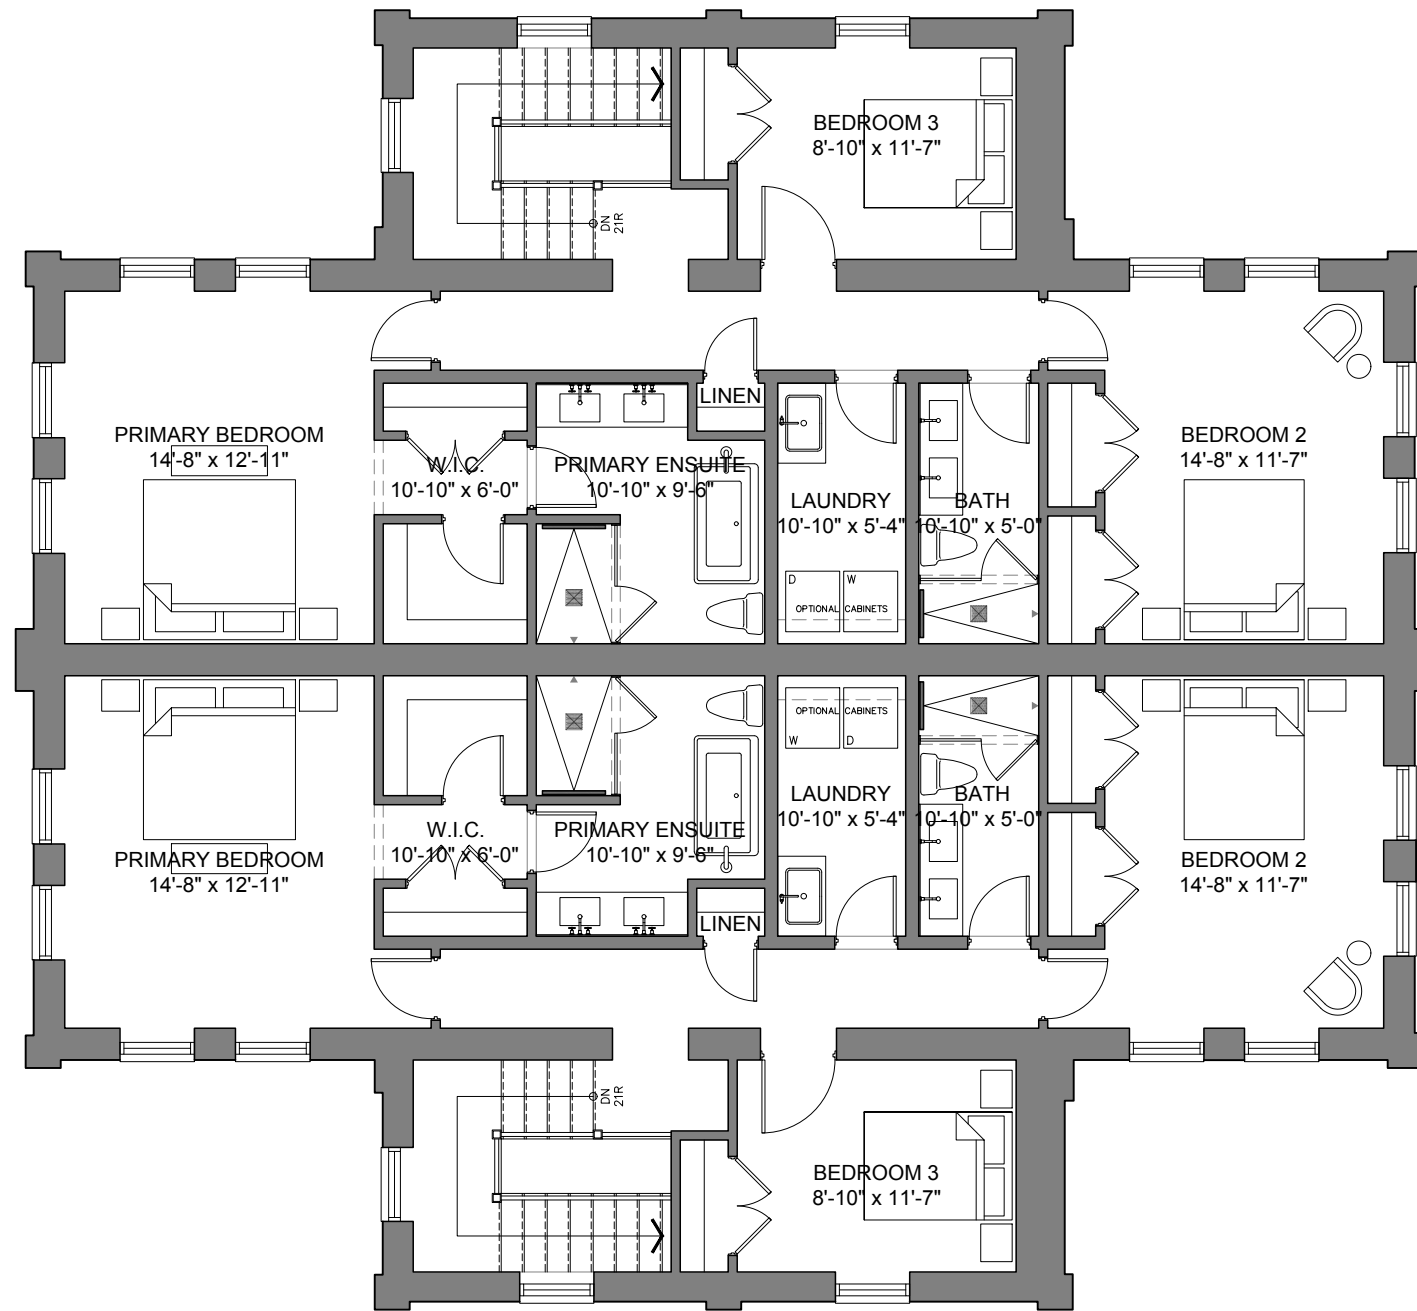 BEDROOM 3
8'-10" x 11'-7"
DN
21R
LINEN
PRIMARY BEDROOM
14'-8" x 12'-11"
W.I.C.
10'-10" x 6'-0"
PRIMARY ENSUITE
10'-10" x 9'-6"
LAUNDRY
10'-10" x 5'-4"
BATH
10'-10" x 5'-0"
BEDROOM 2
14'-8" x 11'-7"
D
W
OPTIONAL CABINETS
OPTIONAL CABINETS
W
D
PRIMARY BEDROOM
14'-8" x 12'-11"
W.I.C.
10'-10" x 6'-0"
PRIMARY ENSUITE
10'-10" x 9'-6"
LAUNDRY
10'-10" x 5'-4"
BATH
10'-10" x 5'-0"
BEDROOM 2
14'-8" x 11'-7"
LINEN
DN
21R
BEDROOM 3
8'-10" x 11'-7"